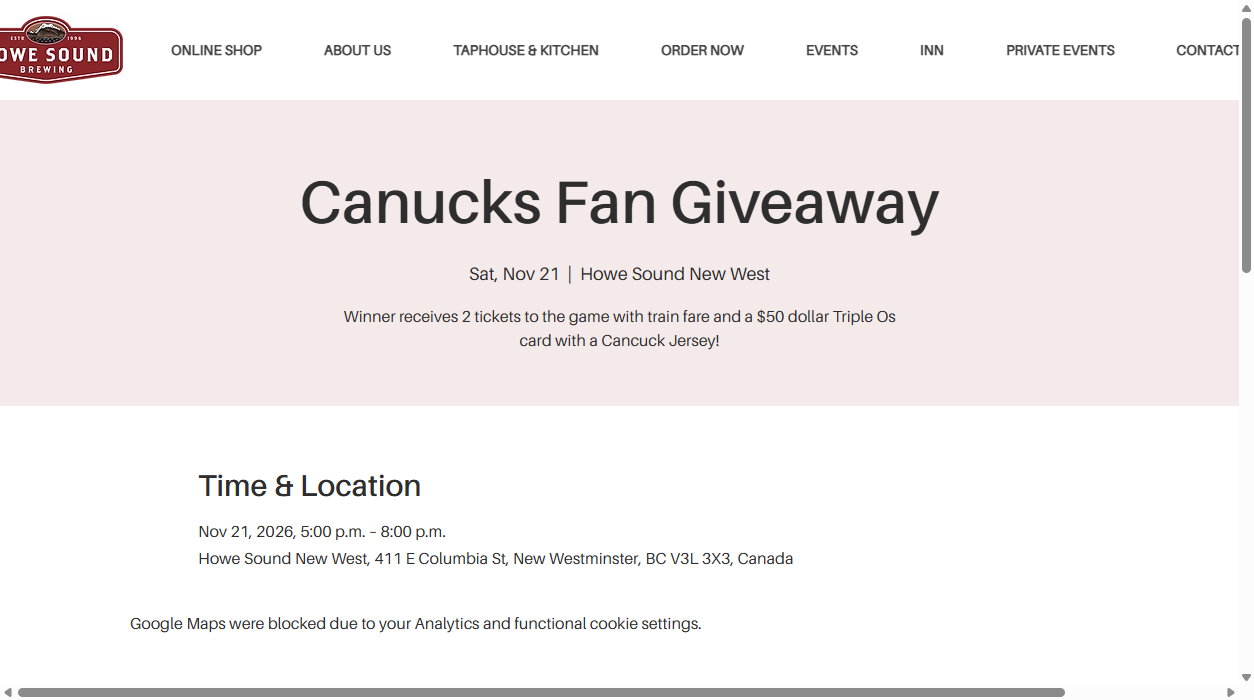 ESTD 1996
OWE SOUND
BREWING
ONLINE SHOP
ABOUT US
TAPHOUSE & KITCHEN
ORDER NOW
EVENTS
INN
PRIVATE EVENTS
CONTACT
Canucks Fan Giveaway
Sat, Nov 21 | Howe Sound New West
Winner receives 2 tickets to the game with train fare and a $50 dollar Triple Os
card with a Cancuck Jersey!
Time & Location
Nov 21, 2026, 5:00 p.m. – 8:00 p.m.
Howe Sound New West, 411 E Columbia St, New Westminster, BC V3L 3X3, Canada
Google Maps were blocked due to your Analytics and functional cookie settings.